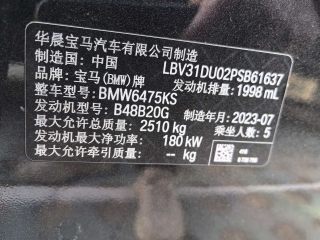 华晨宝马汽车有限公司制造
制造国：中国 LBV31DU02PSB61637
品牌：宝马(BMW)牌 发动机排量：1998 mL
整车型号：BMW6475KS
发动机型号：B48B20G 制造年月：2023-07
最大允许总质量：2510 kg 乘坐人数：5
发动机最大净功率：180 kW
最大允许牵引质量：-- kg